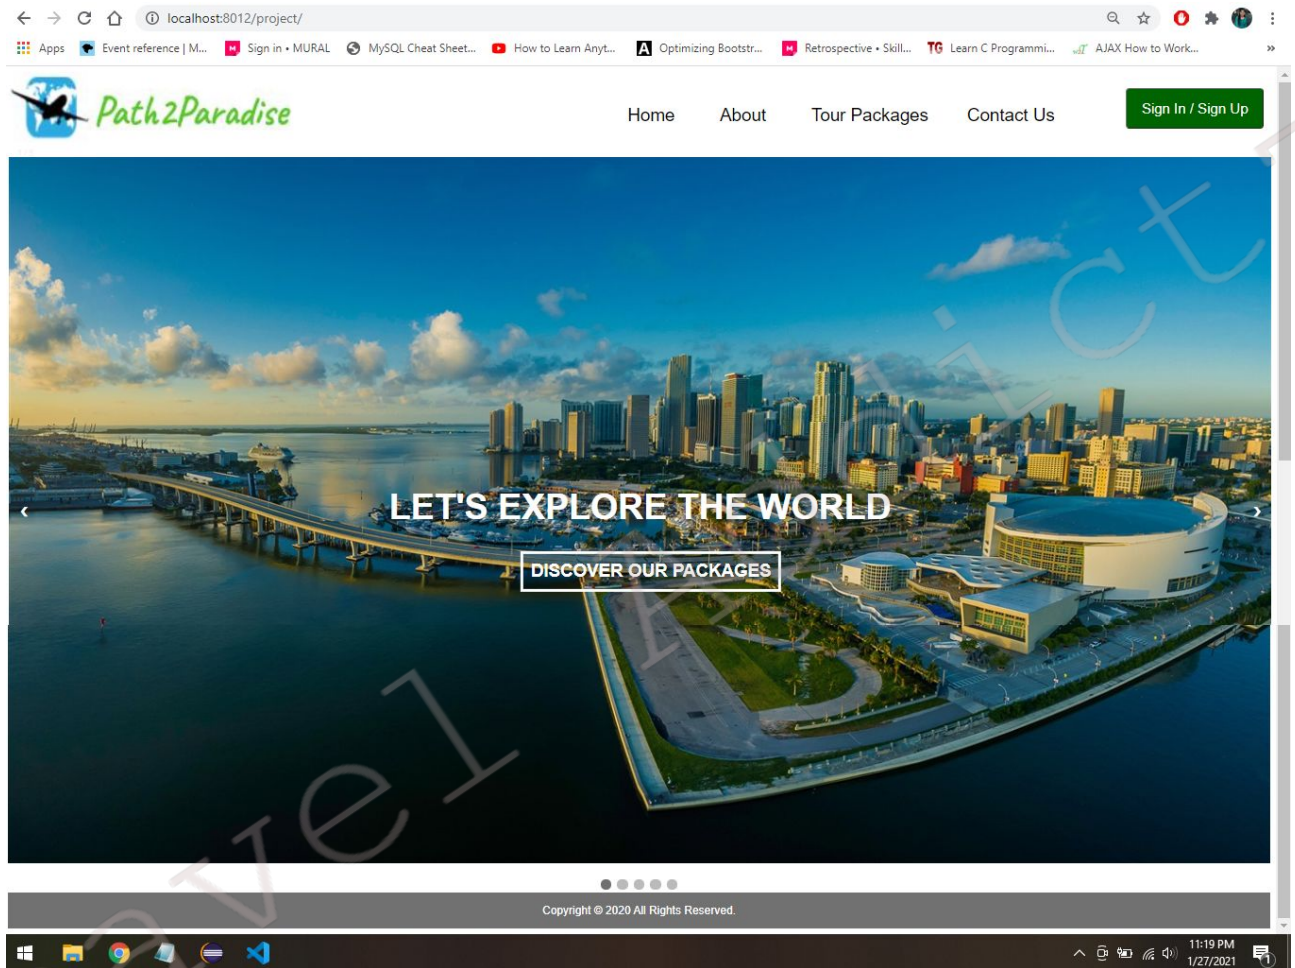 localhost:8012/project/
Apps Event reference | M... Sign in • MURAL MySQL Cheat Sheet... How to Learn Anyt... A Optimizing Bootstr... Retrospective • Skill... TG Learn C Programmi... AJAX How to Work... »
Path2Paradise Home About Tour Packages Contact Us Sign In / Sign Up
LET'S EXPLORE THE WORLD
DISCOVER OUR PACKAGES
Copyright © 2020 All Rights Reserved.
11:19 PM
1/27/2021